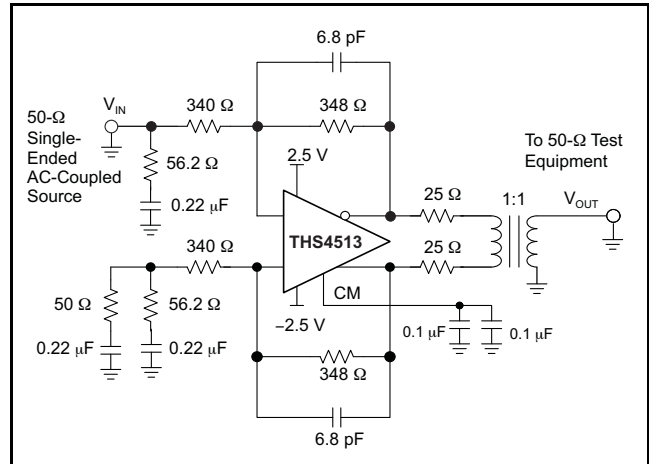 6.8 pF
50-Ω
Single-
Ended
AC-Coupled
Source
V_IN
340 Ω
348 Ω
56.2 Ω
0.22 µF
2.5 V
To 50-Ω Test
Equipment
25 Ω
1:1
V_OUT
THS4513
25 Ω
340 Ω
50 Ω
56.2 Ω
CM
−2.5 V
0.22 µF
0.22 µF
0.1 µF
0.1 µF
348 Ω
6.8 pF